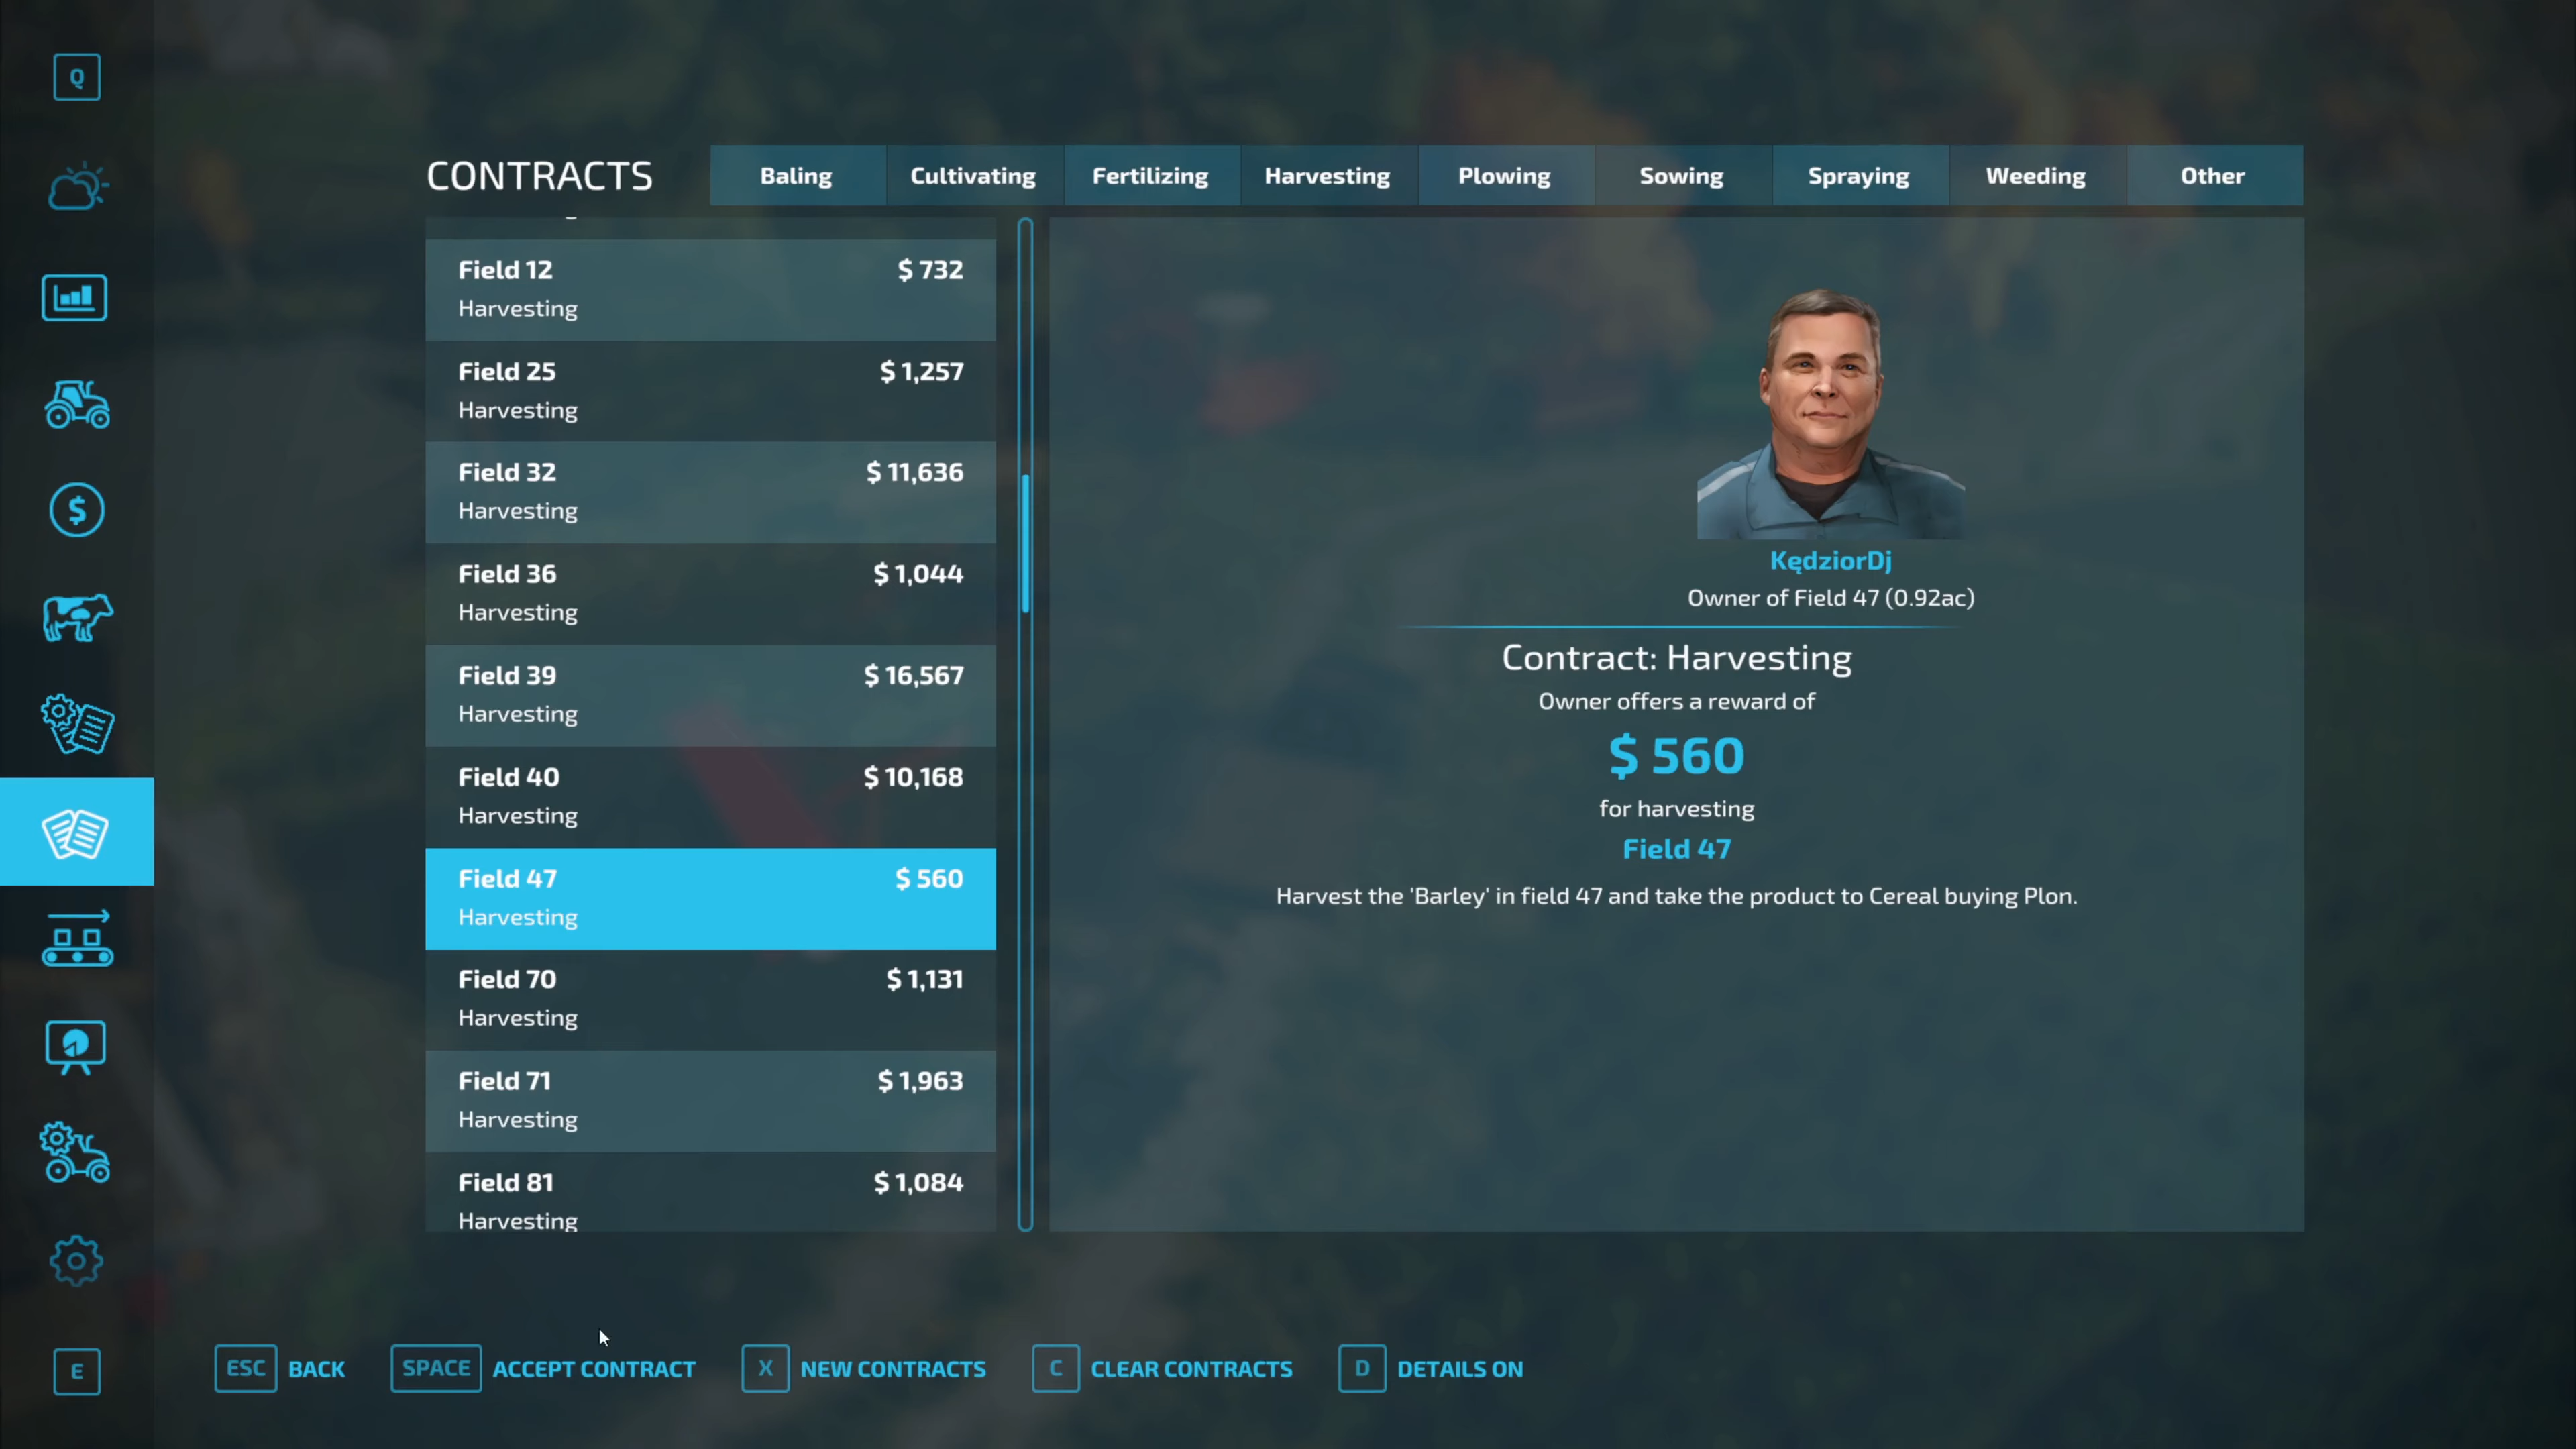 Q
CONTRACTS
Baling
Cultivating
Fertilizing
Harvesting
Plowing
Sowing
Spraying
Weeding
Other
Field 12 $ 732
Harvesting
Field 25 $ 1,257
Harvesting
Field 32 $ 11,636
Harvesting
Field 36 $ 1,044
Harvesting
Field 39 $ 16,567
Harvesting
Field 40 $ 10,168
Harvesting
Field 47 $ 560
Harvesting
Field 70 $ 1,131
Harvesting
Field 71 $ 1,963
Harvesting
Field 81 $ 1,084
Harvesting
KędziorDj
Owner of Field 47 (0.92ac)
Contract: Harvesting
Owner offers a reward of
$ 560
for harvesting
Field 47
Harvest the 'Barley' in field 47 and take the product to Cereal buying Plon.
E
ESC BACK SPACE ACCEPT CONTRACT X NEW CONTRACTS C CLEAR CONTRACTS D DETAILS ON